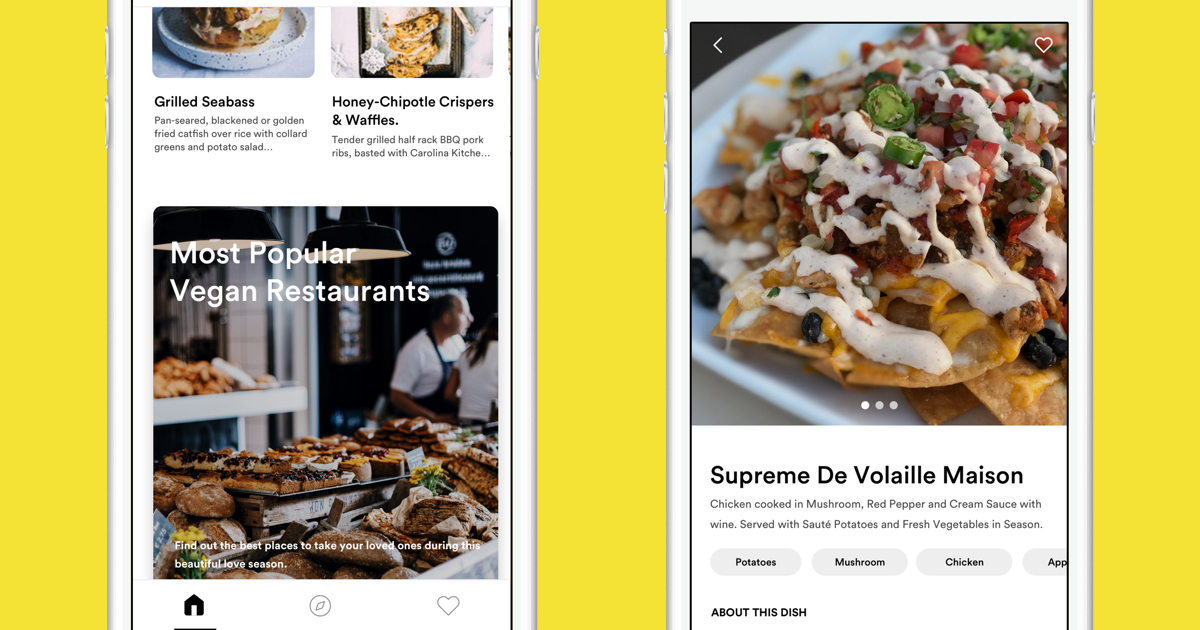 Grilled Seabass
Pan-seared, blackened or golden
fried catfish over rice with collard
greens and potato salad...
Honey-Chipotle Crispers
& Waffles.
Tender grilled half rack BBQ pork
ribs, basted with Carolina Kitche...
Most Popular
Vegan Restaurants
Find out the best places to take your loved ones during this
beautiful love season.
Supreme De Volaille Maison
Chicken cooked in Mushroom, Red Pepper and Cream Sauce with
wine. Served with Sauté Potatoes and Fresh Vegetables in Season.
Potatoes
Mushroom
Chicken
App
ABOUT THIS DISH